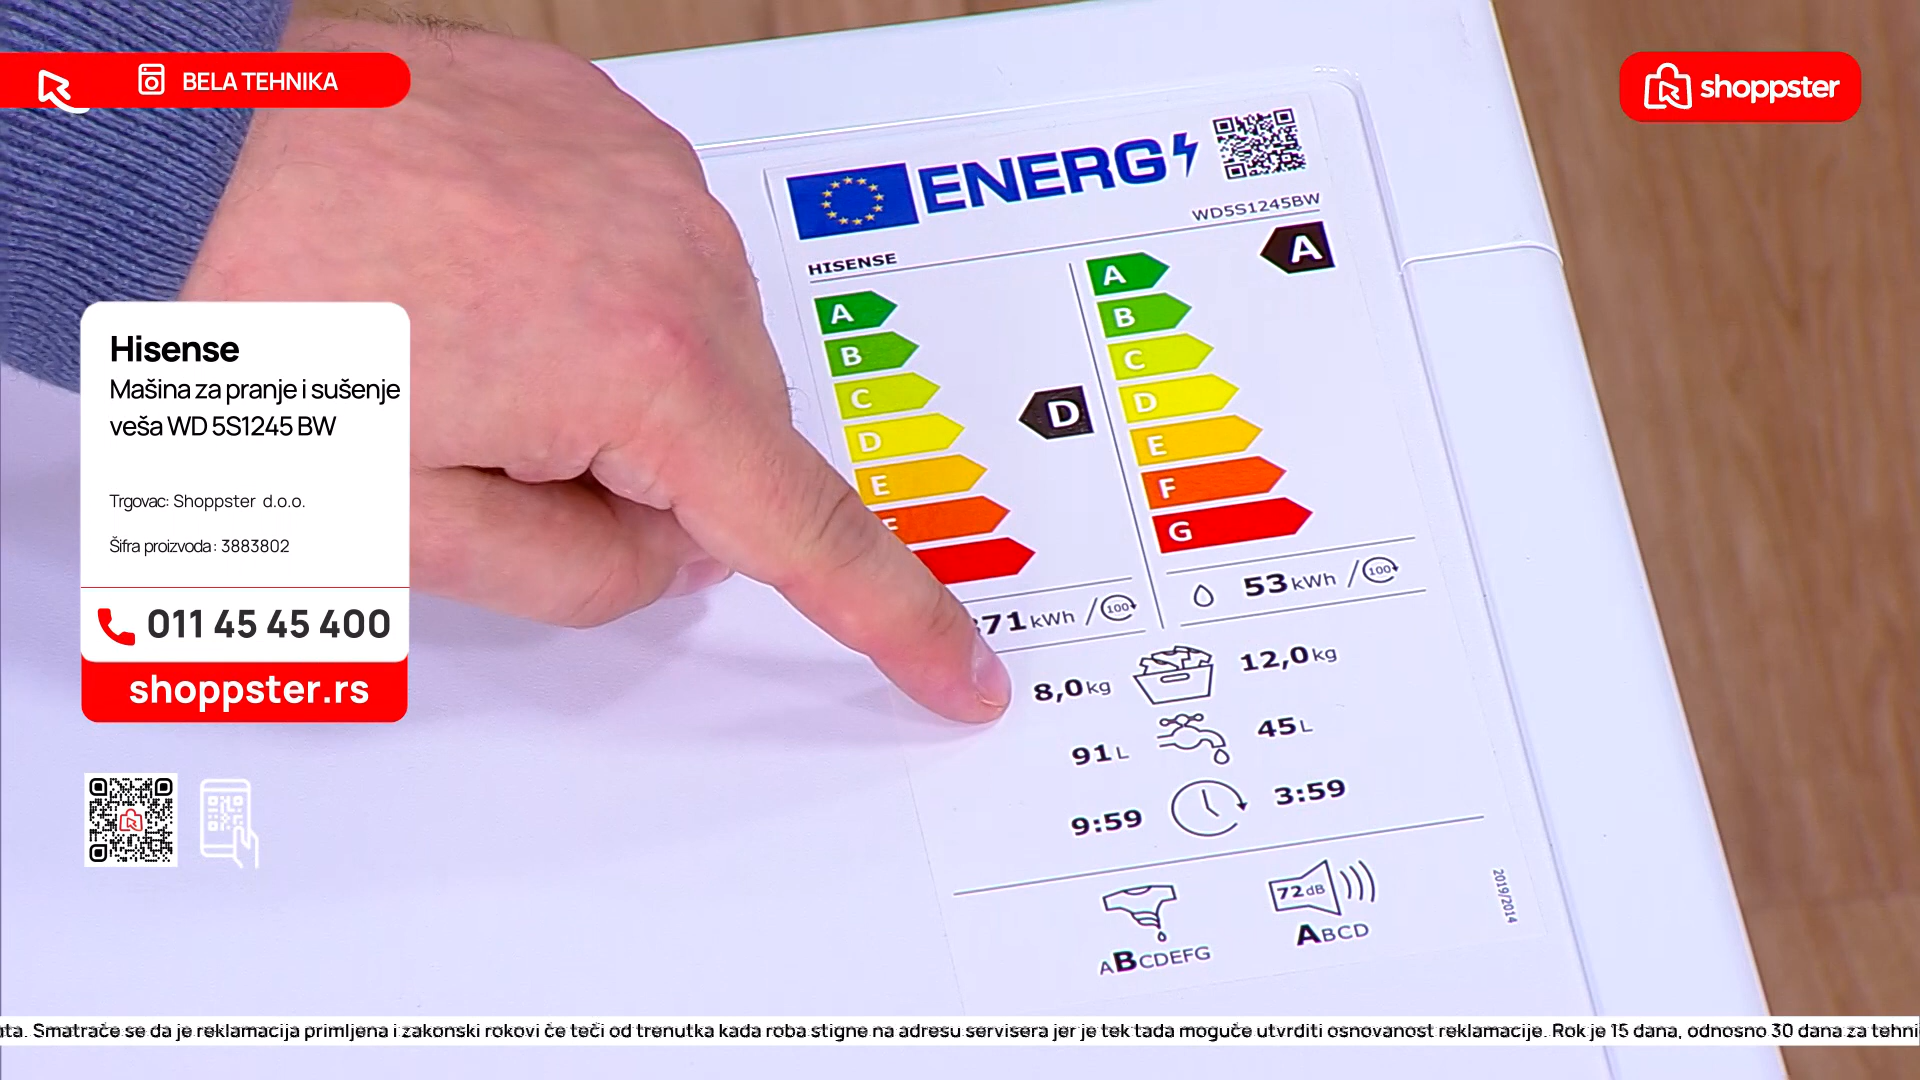 BELA TEHNIKA
shoppster
ENERG
WD5S1245BW
HISENSE
A
A
A
B
B
C
C
D
D
D
E
E
F
F
G
71 kWh / 100
53 kWh / 100
8,0 kg
12,0 kg
91 L
45 L
9:59
3:59
72 dB
ABCDEFG
ABCD
2019/2014
Hisense
Mašina za pranje i sušenje
veša WD 5S1245 BW
Trgovac: Shoppster d.o.o.
Šifra proizvoda: 3883802
011 45 45 400
shoppster.rs
ta. Smatraće se da je reklamacija primljena i zakonski rokovi će teći od trenutka kada roba stigne na adresu servisera jer je tek tada moguće utvrditi osnovanost reklamacije. Rok je 15 dana, odnosno 30 dana za tehni